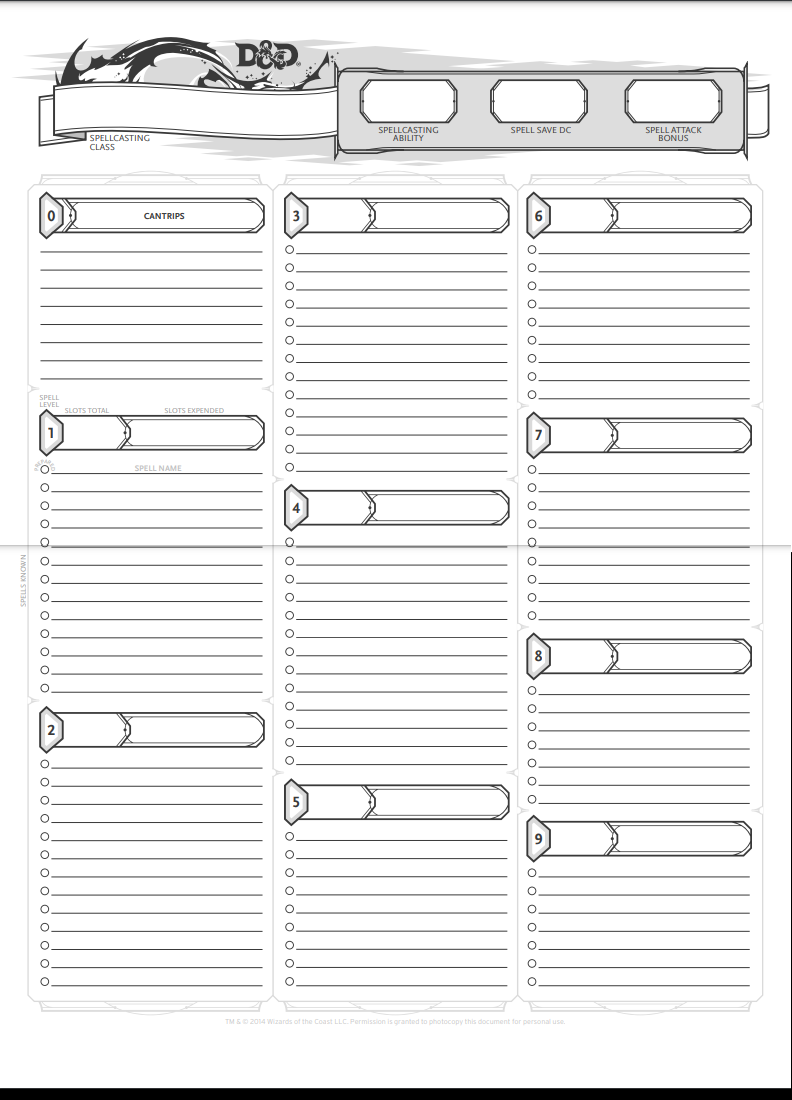 D&D
SPELLCASTING
CLASS
SPELLCASTING
ABILITY
SPELL SAVE DC
SPELL ATTACK
BONUS
0
CANTRIPS
SPELL
LEVEL
SLOTS TOTAL
SLOTS EXPENDED
1
PREPARED
SPELL NAME
SPELLS KNOWN
2
3
4
5
6
7
8
9
TM & © 2014 Wizards of the Coast LLC. Permission is granted to photocopy this document for personal use.